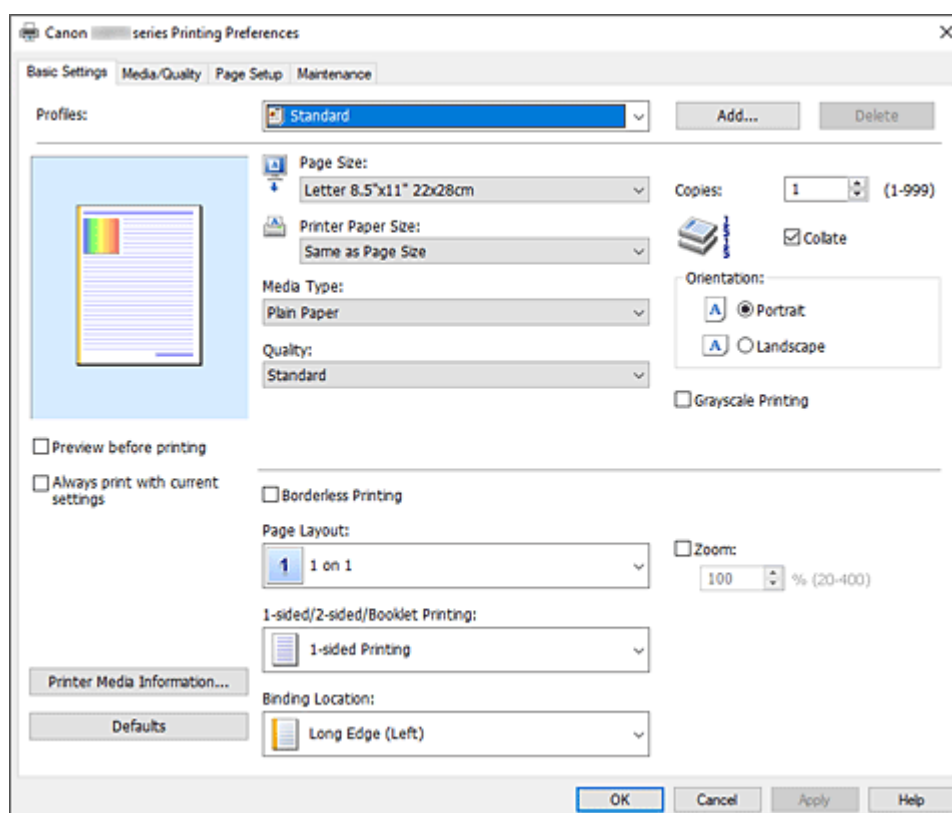 Canon series Printing Preferences
Basic Settings Media/Quality Page Setup Maintenance
Profiles: Standard Add... Delete
Page Size:
Letter 8.5"x11" 22x28cm
Copies: 1 (1-999)
Printer Paper Size:
Same as Page Size
Collate
Media Type:
Plain Paper
Orientation:
A Portrait
A Landscape
Quality:
Standard
Grayscale Printing
Preview before printing
Always print with current
settings
Borderless Printing
Page Layout:
1 1 on 1
Zoom:
100 % (20-400)
1-sided/2-sided/Booklet Printing:
1-sided Printing
Printer Media Information...
Defaults
Binding Location:
Long Edge (Left)
OK Cancel Apply Help